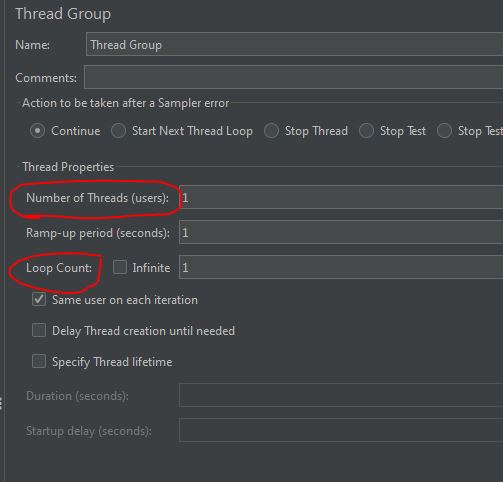 Thread Group
Name: Thread Group
Comments:
Action to be taken after a Sampler error
Continue Start Next Thread Loop Stop Thread Stop Test Stop Test
Thread Properties
Number of Threads (users): 1
Ramp-up period (seconds): 1
Loop Count: Infinite 1
Same user on each iteration
Delay Thread creation until needed
Specify Thread lifetime
Duration (seconds):
Startup delay (seconds):